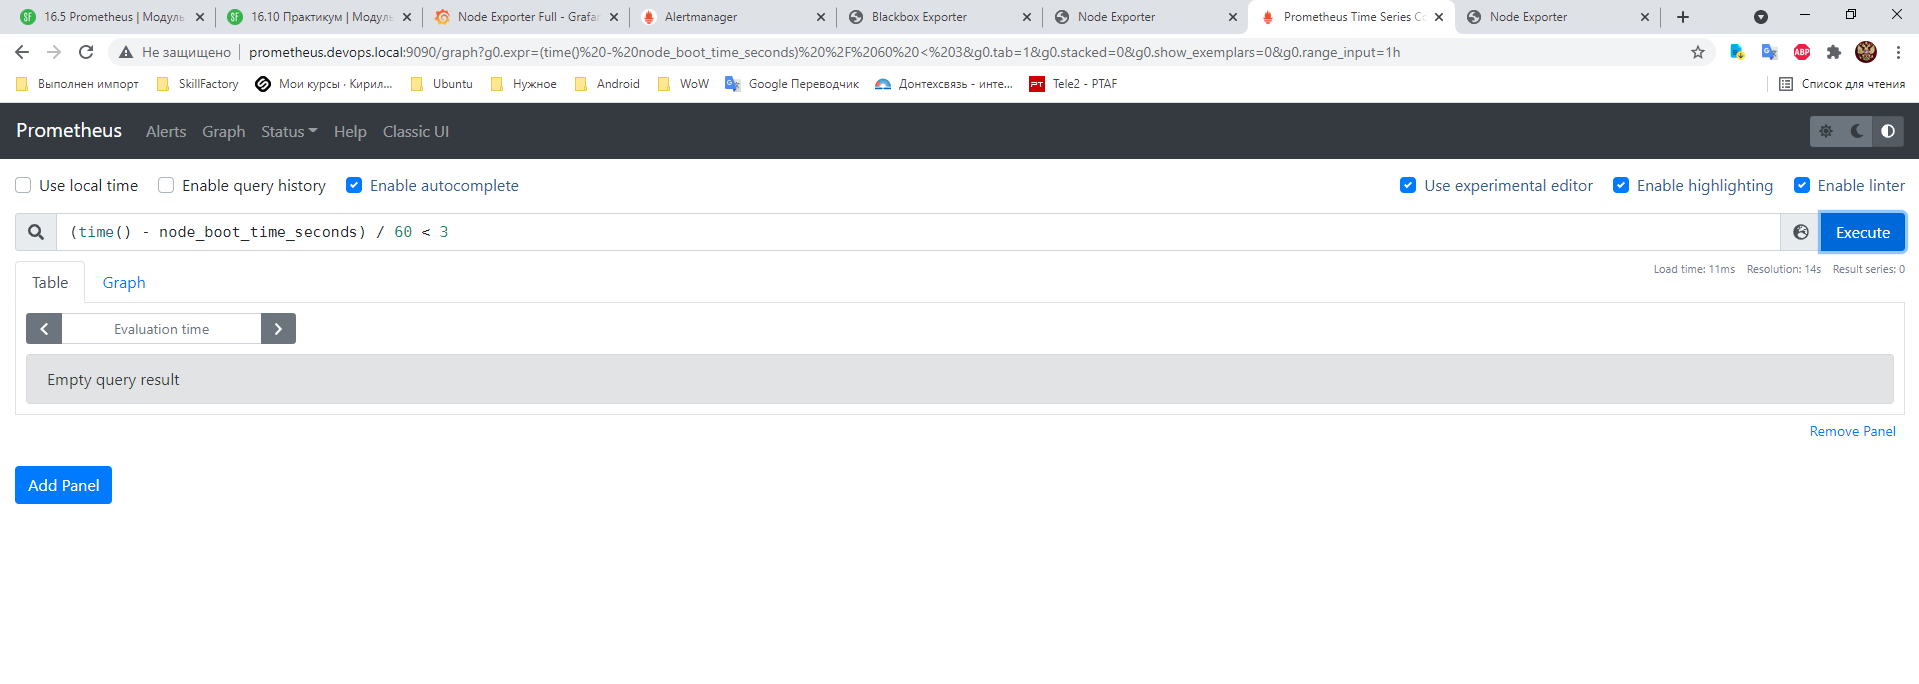 16.5 Prometheus | Модуль
16.10 Практикум | Модуль
Node Exporter Full - Grafan
Alertmanager
Blackbox Exporter
Node Exporter
Prometheus Time Series Co
Node Exporter
Не защищено
prometheus.devops.local:9090/graph?g0.expr=(time()%20-%20node_boot_time_seconds)%20%2F%2060%20<%203&g0.tab=1&g0.stacked=0&g0.show_exemplars=0&g0.range_input=1h
Выполнен импорт
SkillFactory
Мои курсы · Кирил...
Ubuntu
Нужное
Android
WoW
Google Переводчик
Донтехсвязь - инте...
Tele2 - PTAF
Список для чтения
Prometheus
Alerts
Graph
Status
Help
Classic UI
Use local time
Enable query history
Enable autocomplete
Use experimental editor
Enable highlighting
Enable linter
(time() - node_boot_time_seconds) / 60 < 3
Execute
Table
Graph
Load time: 11ms
Resolution: 14s
Result series: 0
Evaluation time
Empty query result
Remove Panel
Add Panel